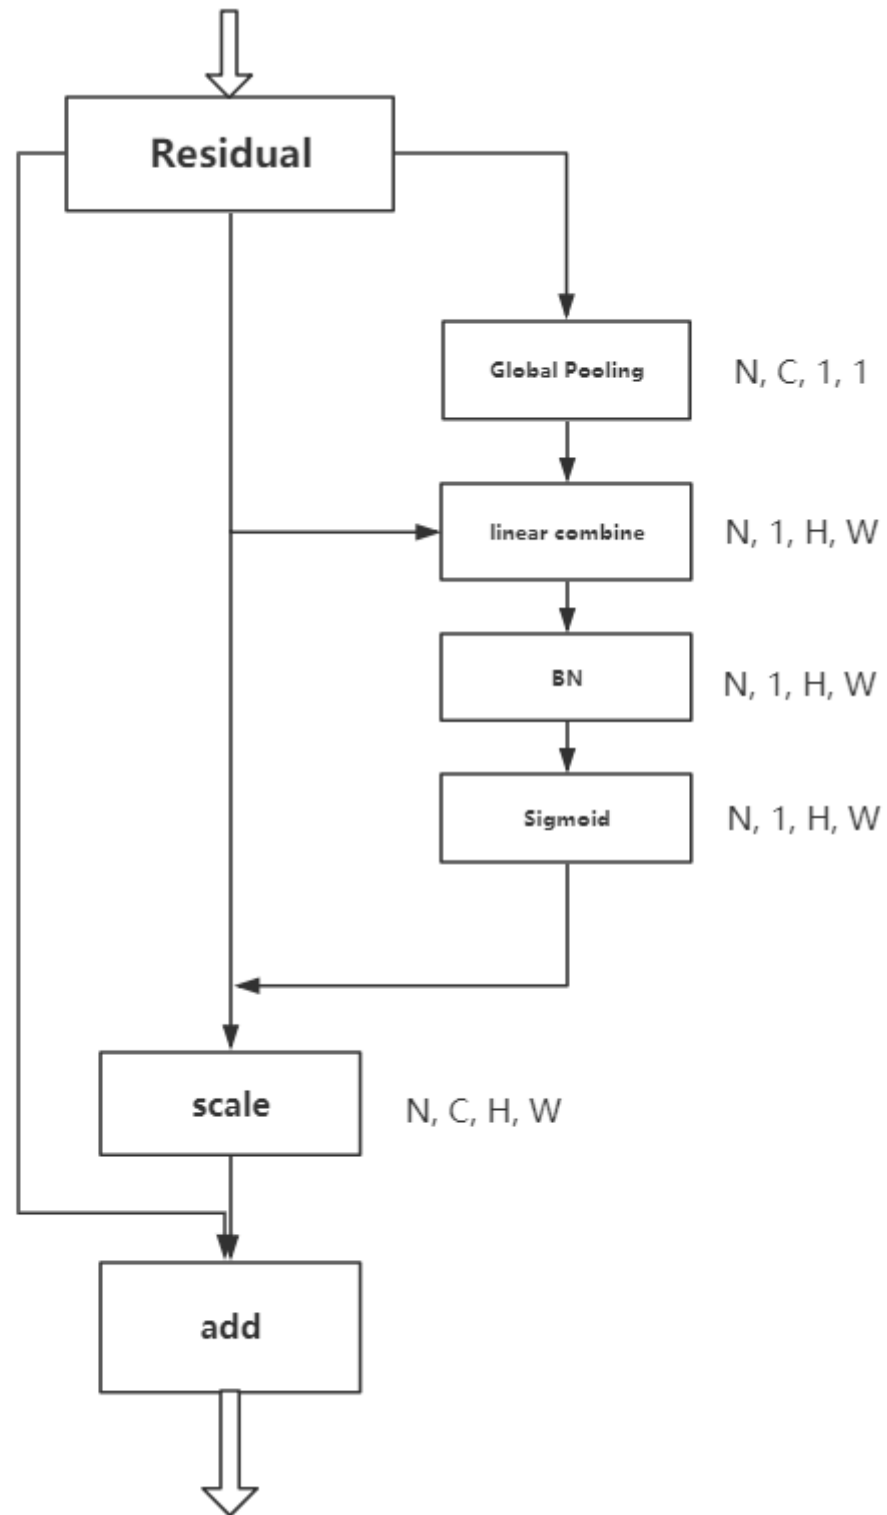 Residual
Global Pooling
N, C, 1, 1
linear combine
N, 1, H, W
BN
N, 1, H, W
Sigmoid
N, 1, H, W
scale
N, C, H, W
add